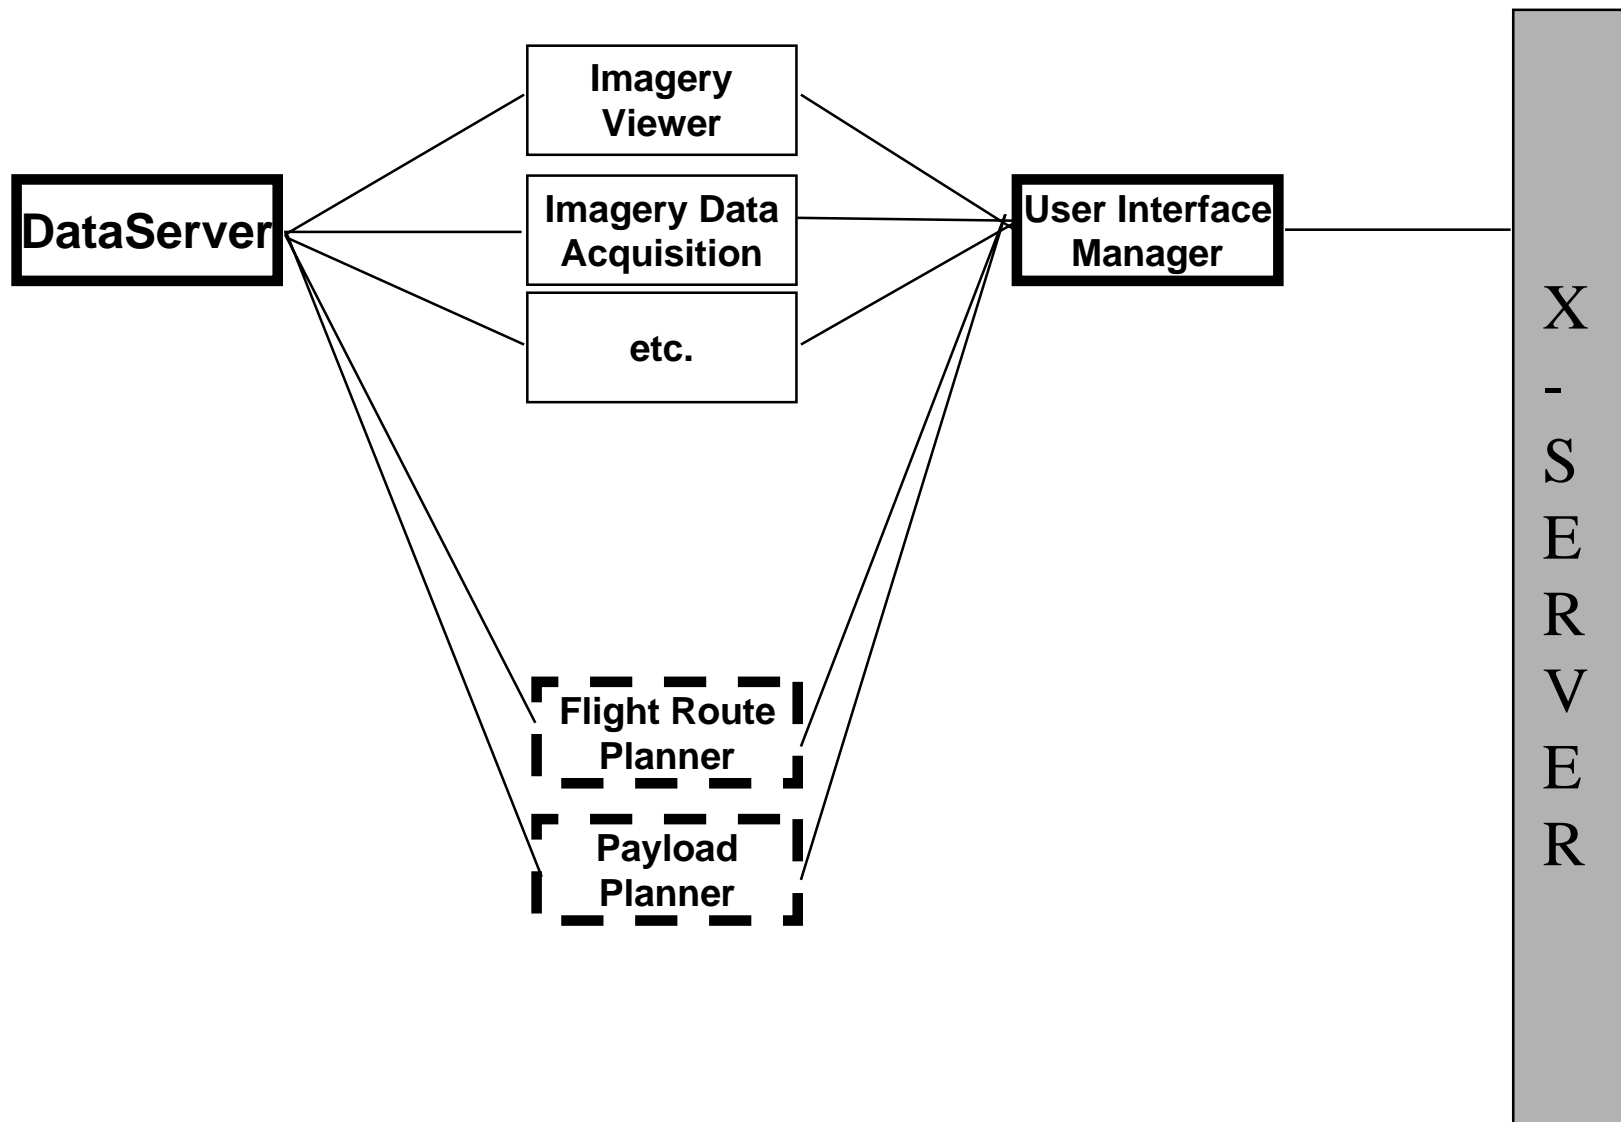 Imagery
Viewer
DataServer
Imagery Data
Acquisition
User Interface
Manager
etc.
Flight Route
Planner
Payload
Planner
X
-
S
E
R
V
E
R